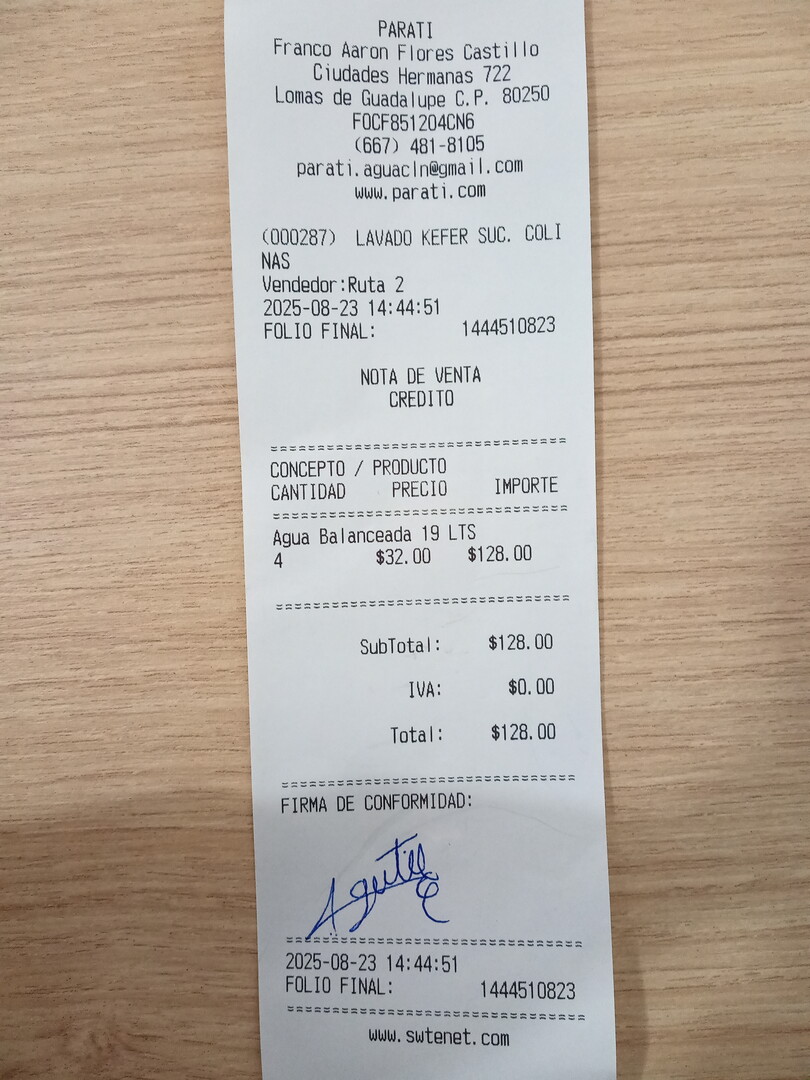 PARATI
Franco Aaron Flores Castillo
Ciudades Hermanas 722
Lomas de Guadalupe C.P. 80250
FOCF851204CN6
(667) 481-8105
parati.aguacln@gmail.com
www.parati.com
(000287) LAVADO KEFER SUC. COLI
NAS
Vendedor:Ruta 2
2025-08-23 14:44:51
FOLIO FINAL: 1444510823
NOTA DE VENTA
CREDITO
================================
CONCEPTO / PRODUCTO
CANTIDAD PRECIO IMPORTE
================================
Agua Balanceada 19 LTS
4 $32.00 $128.00
================================
SubTotal: $128.00
IVA: $0.00
Total: $128.00
================================
FIRMA DE CONFORMIDAD:
================================
2025-08-23 14:44:51
FOLIO FINAL: 1444510823
================================
www.swtenet.com